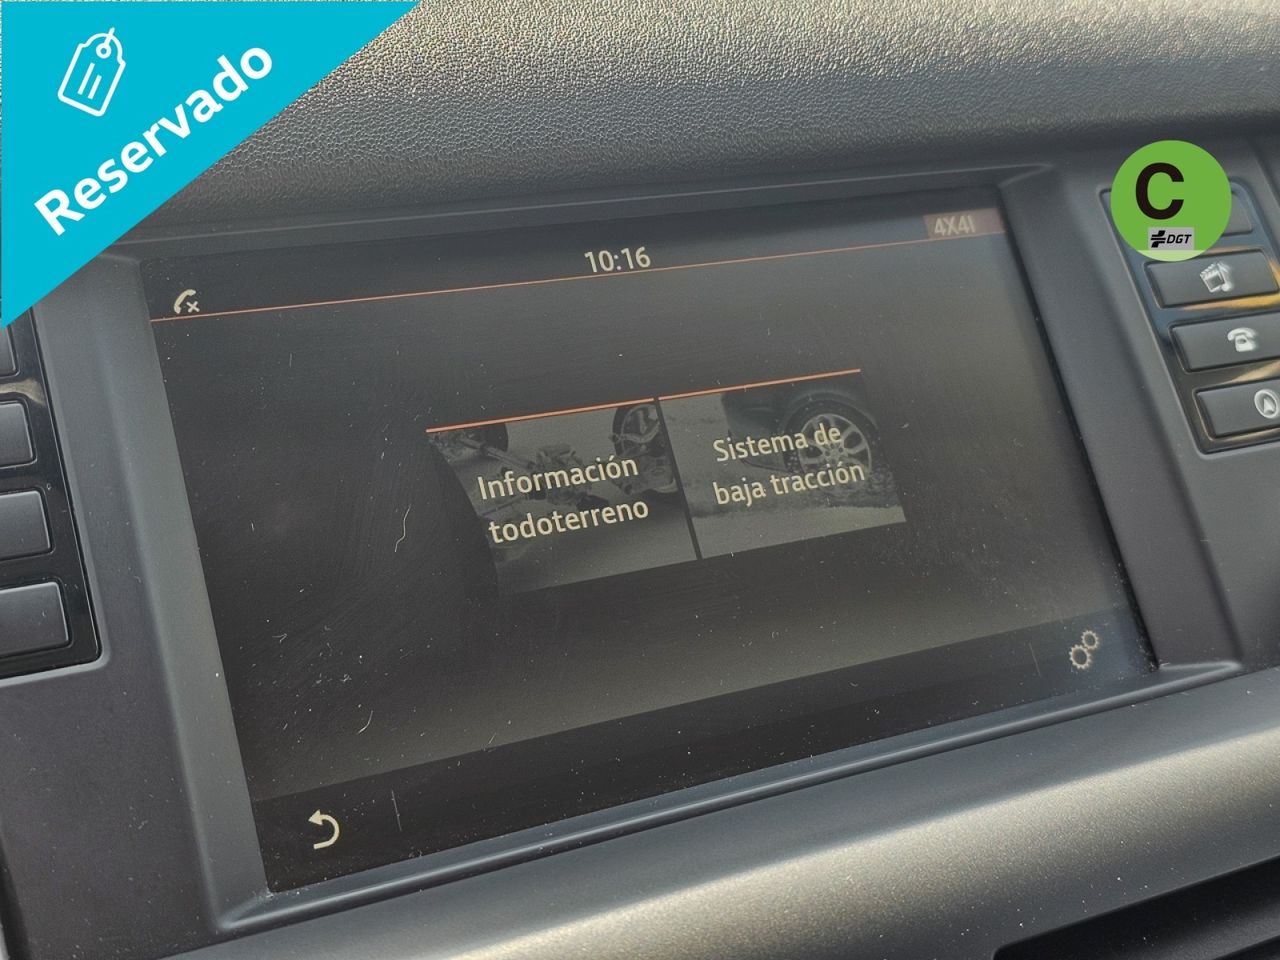 Reservado
C
DGT
10:16
4X4I
Información
todoterreno
Sistema de
baja tracción